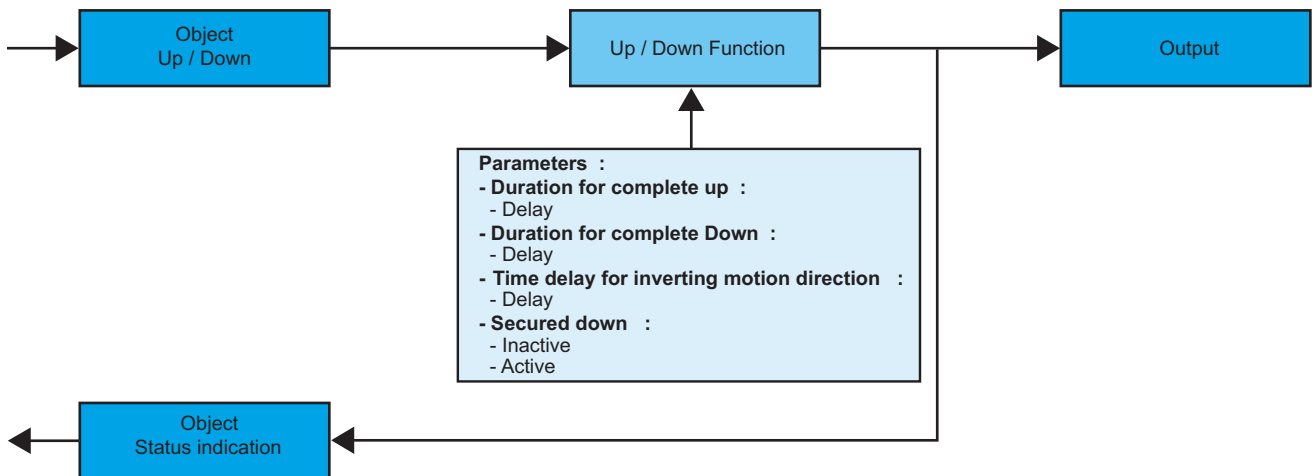 Object
Up / Down
Up / Down Function
Output
Parameters :
- Duration for complete up :
- Delay
- Duration for complete Down :
- Delay
- Time delay for inverting motion direction :
- Delay
- Secured down :
- Inactive
- Active
Object
Status indication